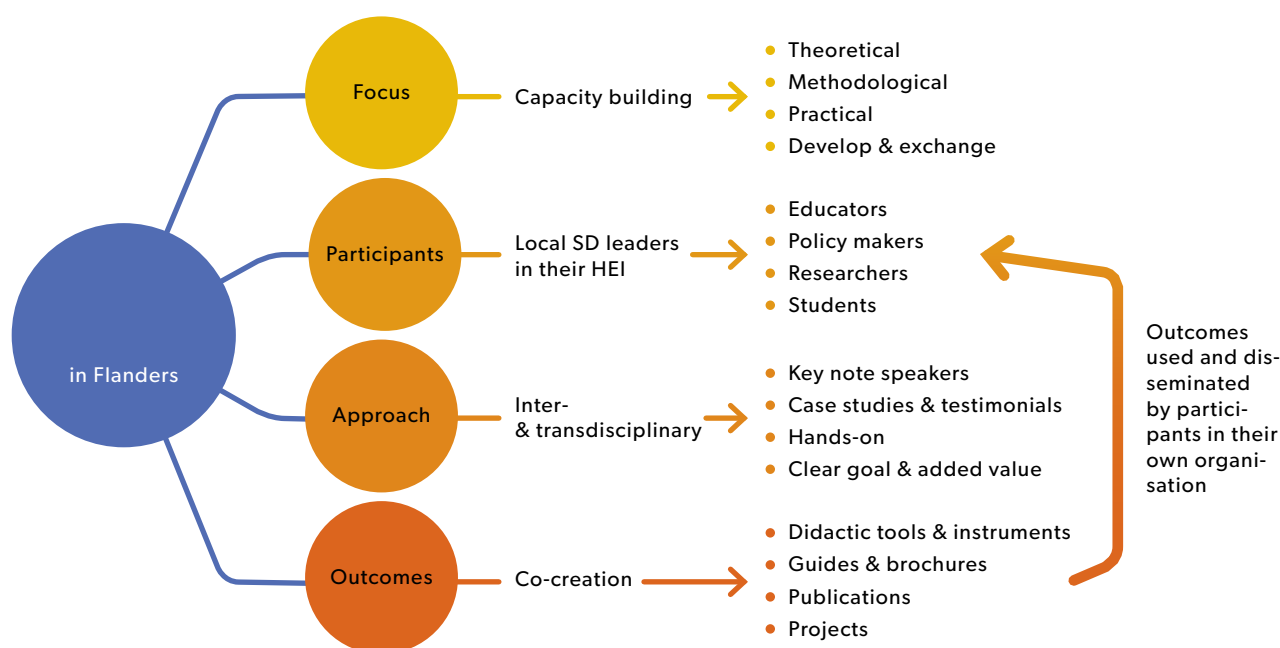 in Flanders
Focus
Capacity building
Theoretical
Methodological
Practical
Develop & exchange
Participants
Local SD leaders
in their HEI
Educators
Policy makers
Researchers
Students
Approach
Inter-
& transdisciplinary
Key note speakers
Case studies & testimonials
Hands-on
Clear goal & added value
Outcomes
Co-creation
Didactic tools & instruments
Guides & brochures
Publications
Projects
Outcomes
used and dis-
seminated
by partici-
pants in their
own organi-
sation